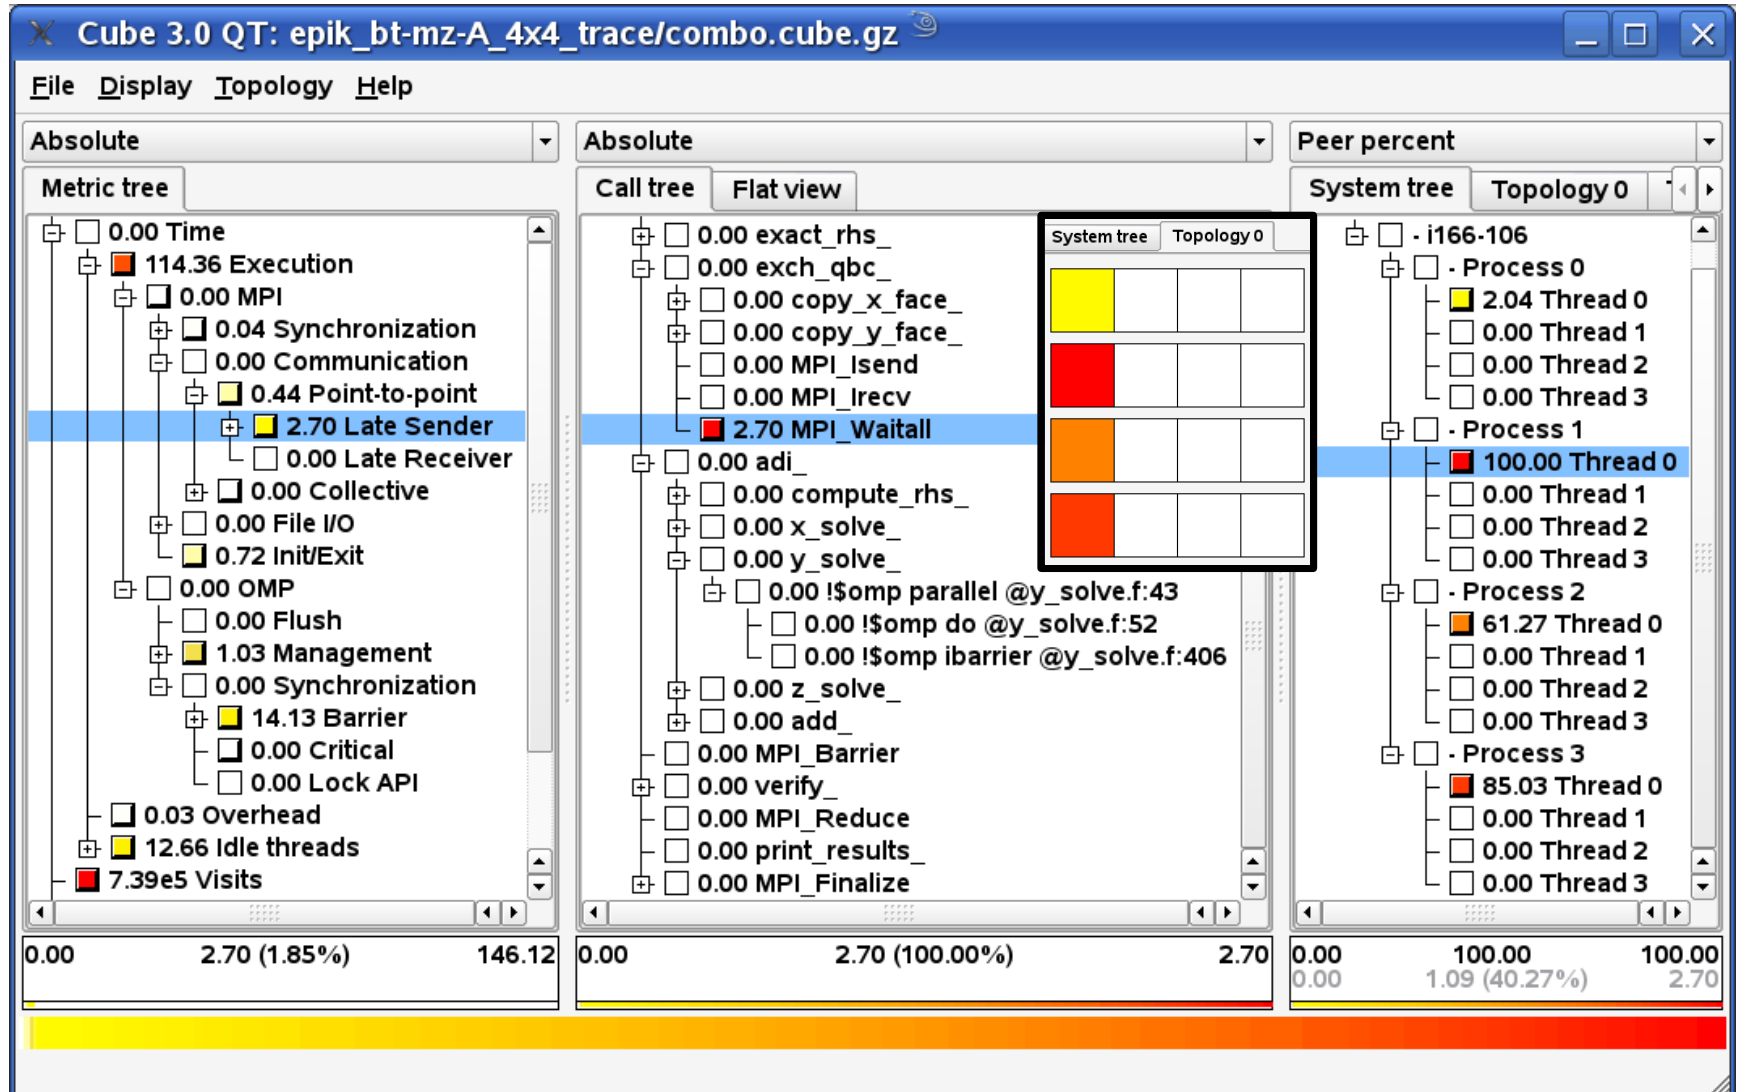 Cube 3.0 QT: epik_bt-mz-A_4x4_trace/combo.cube.gz
File Display Topology Help
Absolute
Metric tree
0.00 Time
114.36 Execution
0.00 MPI
0.04 Synchronization
0.00 Communication
0.44 Point-to-point
2.70 Late Sender
0.00 Late Receiver
0.00 Collective
0.00 File I/O
0.72 Init/Exit
0.00 OMP
0.00 Flush
1.03 Management
0.00 Synchronization
14.13 Barrier
0.00 Critical
0.00 Lock API
0.03 Overhead
12.66 Idle threads
7.39e5 Visits
0.00 2.70 (1.85%) 146.12
Absolute
Call tree Flat view
0.00 exact_rhs_
0.00 exch_qbc_
0.00 copy_x_face_
0.00 copy_y_face_
0.00 MPI_Isend
0.00 MPI_Irecv
2.70 MPI_Waitall
0.00 adi_
0.00 compute_rhs_
0.00 x_solve_
0.00 y_solve_
0.00 !$omp parallel @y_solve.f:43
0.00 !$omp do @y_solve.f:52
0.00 !$omp ibarrier @y_solve.f:406
0.00 z_solve_
0.00 add_
0.00 MPI_Barrier
0.00 verify_
0.00 MPI_Reduce
0.00 print_results_
0.00 MPI_Finalize
0.00 2.70 (100.00%) 2.70
System tree Topology 0
Peer percent
System tree Topology 0
- i166-106
- Process 0
2.04 Thread 0
0.00 Thread 1
0.00 Thread 2
0.00 Thread 3
- Process 1
100.00 Thread 0
0.00 Thread 1
0.00 Thread 2
0.00 Thread 3
- Process 2
61.27 Thread 0
0.00 Thread 1
0.00 Thread 2
0.00 Thread 3
- Process 3
85.03 Thread 0
0.00 Thread 1
0.00 Thread 2
0.00 Thread 3
0.00 100.00 100.00
0.00 1.09 (40.27%) 2.70